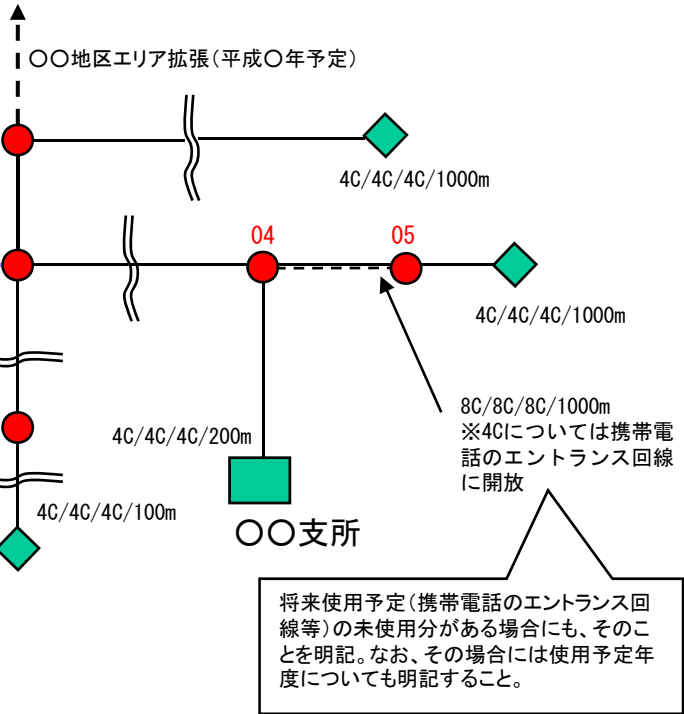 〇〇地区エリア拡張(平成〇年予定)
4C/4C/4C/1000m
04
05
4C/4C/4C/1000m
8C/8C/8C/1000m
※4Cについては携帯電
話のエントランス回線
に開放
4C/4C/4C/200m
4C/4C/4C/100m
〇〇支所
将来使用予定(携帯電話のエントランス回
線等)の未使用分がある場合にも、そのこ
とを明記。なお、その場合には使用予定年
度についても明記すること。